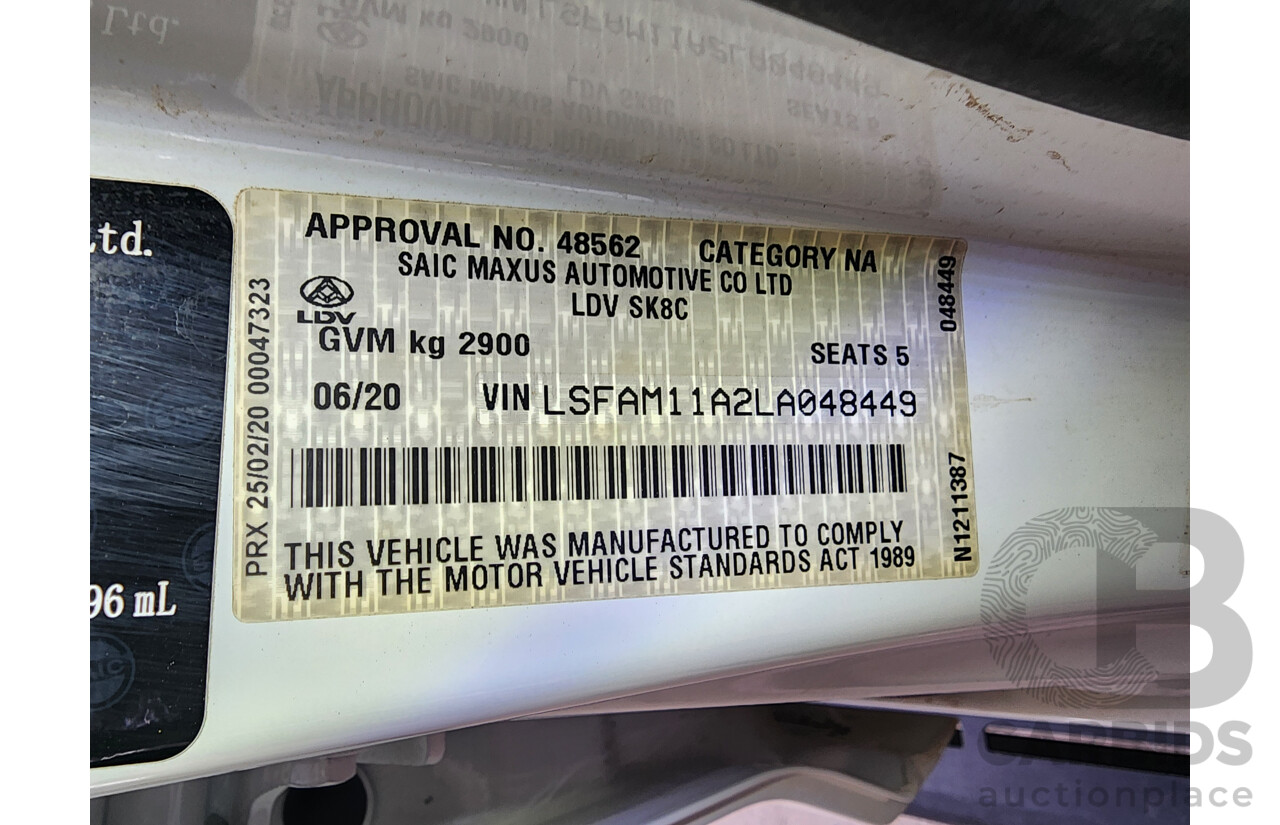 Ltd.
APPROVAL NO. 48562 CATEGORY NA
SAIC MAXUS AUTOMOTIVE CO LTD
LDV
LDV SK8C
GVM kg 2900 SEATS 5
06/20 VIN LSFAM11A2LA048449
THIS VEHICLE WAS MANUFACTURED TO COMPLY
WITH THE MOTOR VEHICLE STANDARDS ACT 1989
PRX 25/02/20 00047323
048449
N1211387
96 mL
CARBIDS
auctionplace